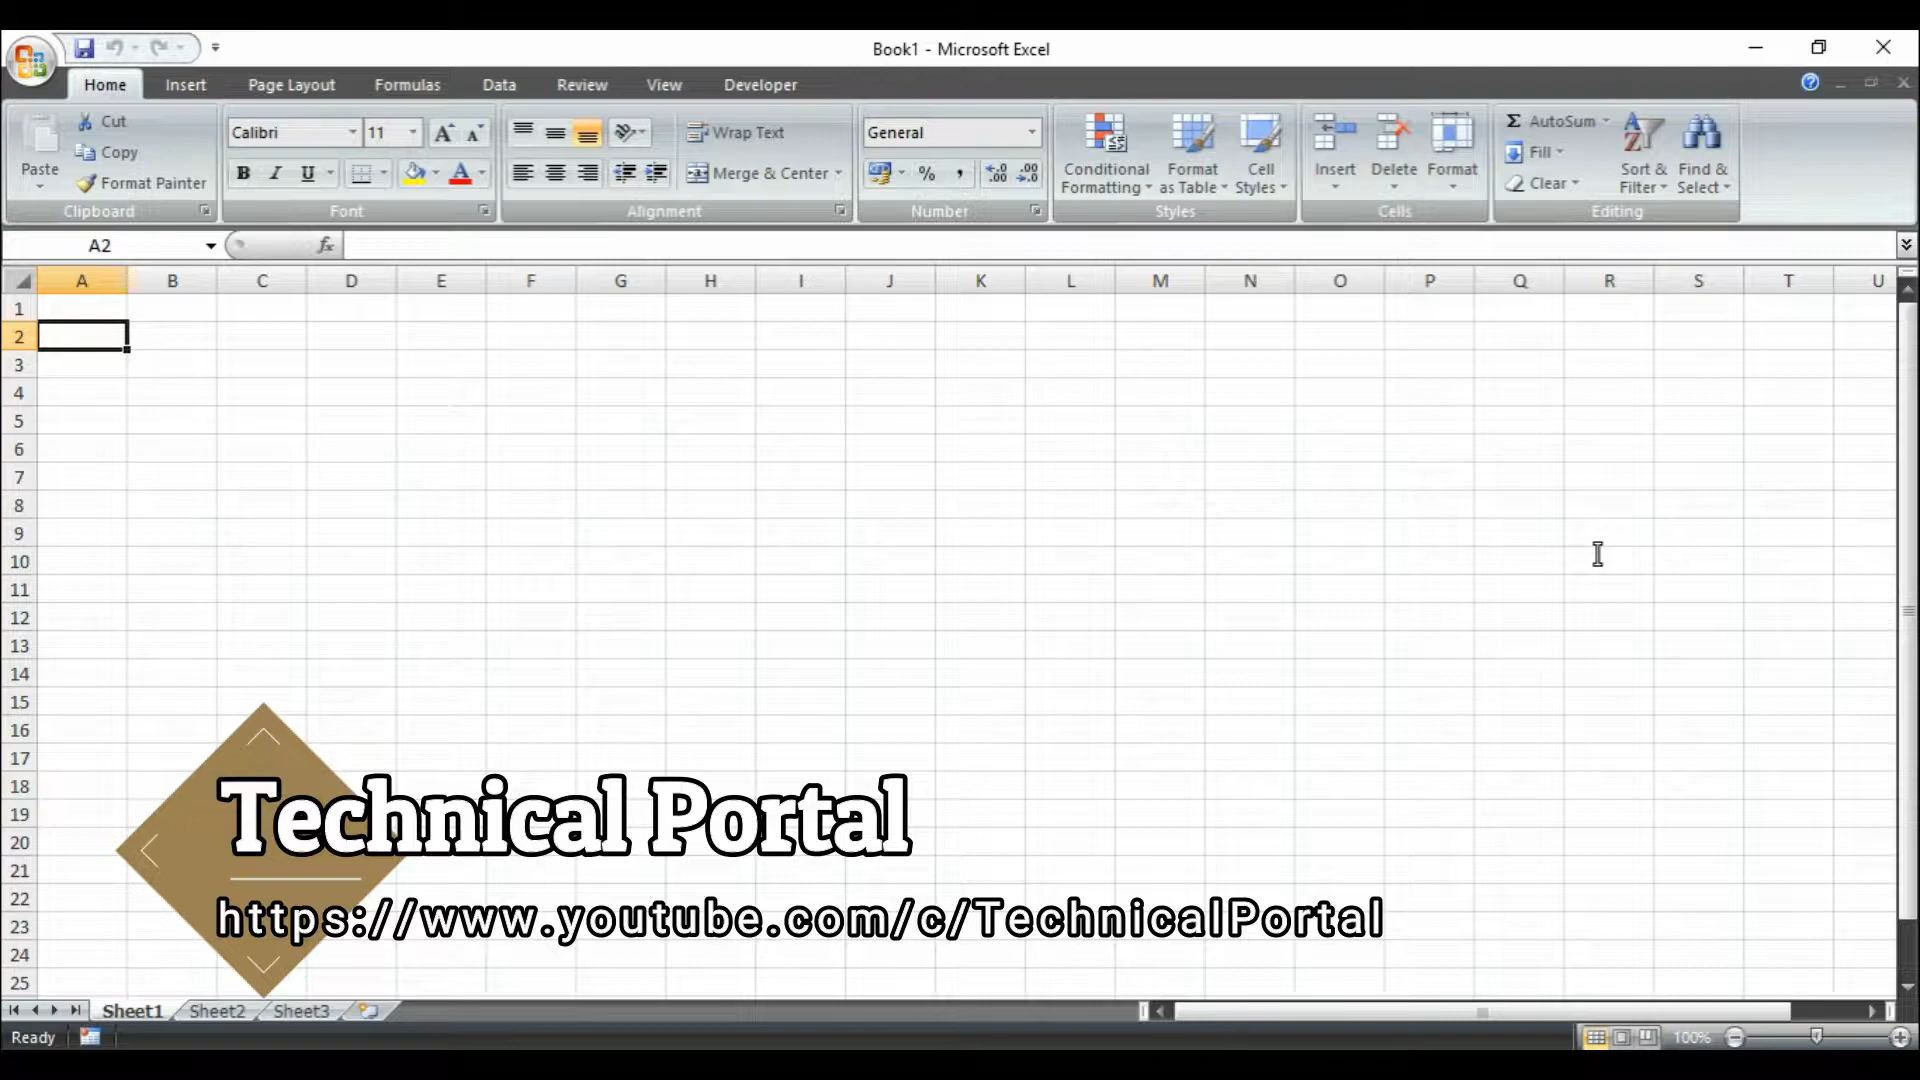 Book1 - Microsoft Excel
Home Insert Page Layout Formulas Data Review View Developer
Paste
Cut
Copy
Format Painter
Clipboard
Calibri 11
B I U
Font
Wrap Text
Merge & Center
Alignment
General
% ,
Number
Conditional Formatting
Format as Table
Cell Styles
Styles
Insert Delete Format
Cells
Σ AutoSum
Fill
Clear
Sort & Filter
Find & Select
Editing
A2 fx
A B C D E F G H I J K L M N O P Q R S T U
1
2
3
4
5
6
7
8
9
10
11
12
13
14
15
16
17
18
19
20
21
22
23
24
25
Technical Portal
https://www.youtube.com/c/TechnicalPortal
Sheet1 Sheet2 Sheet3
Ready 100%